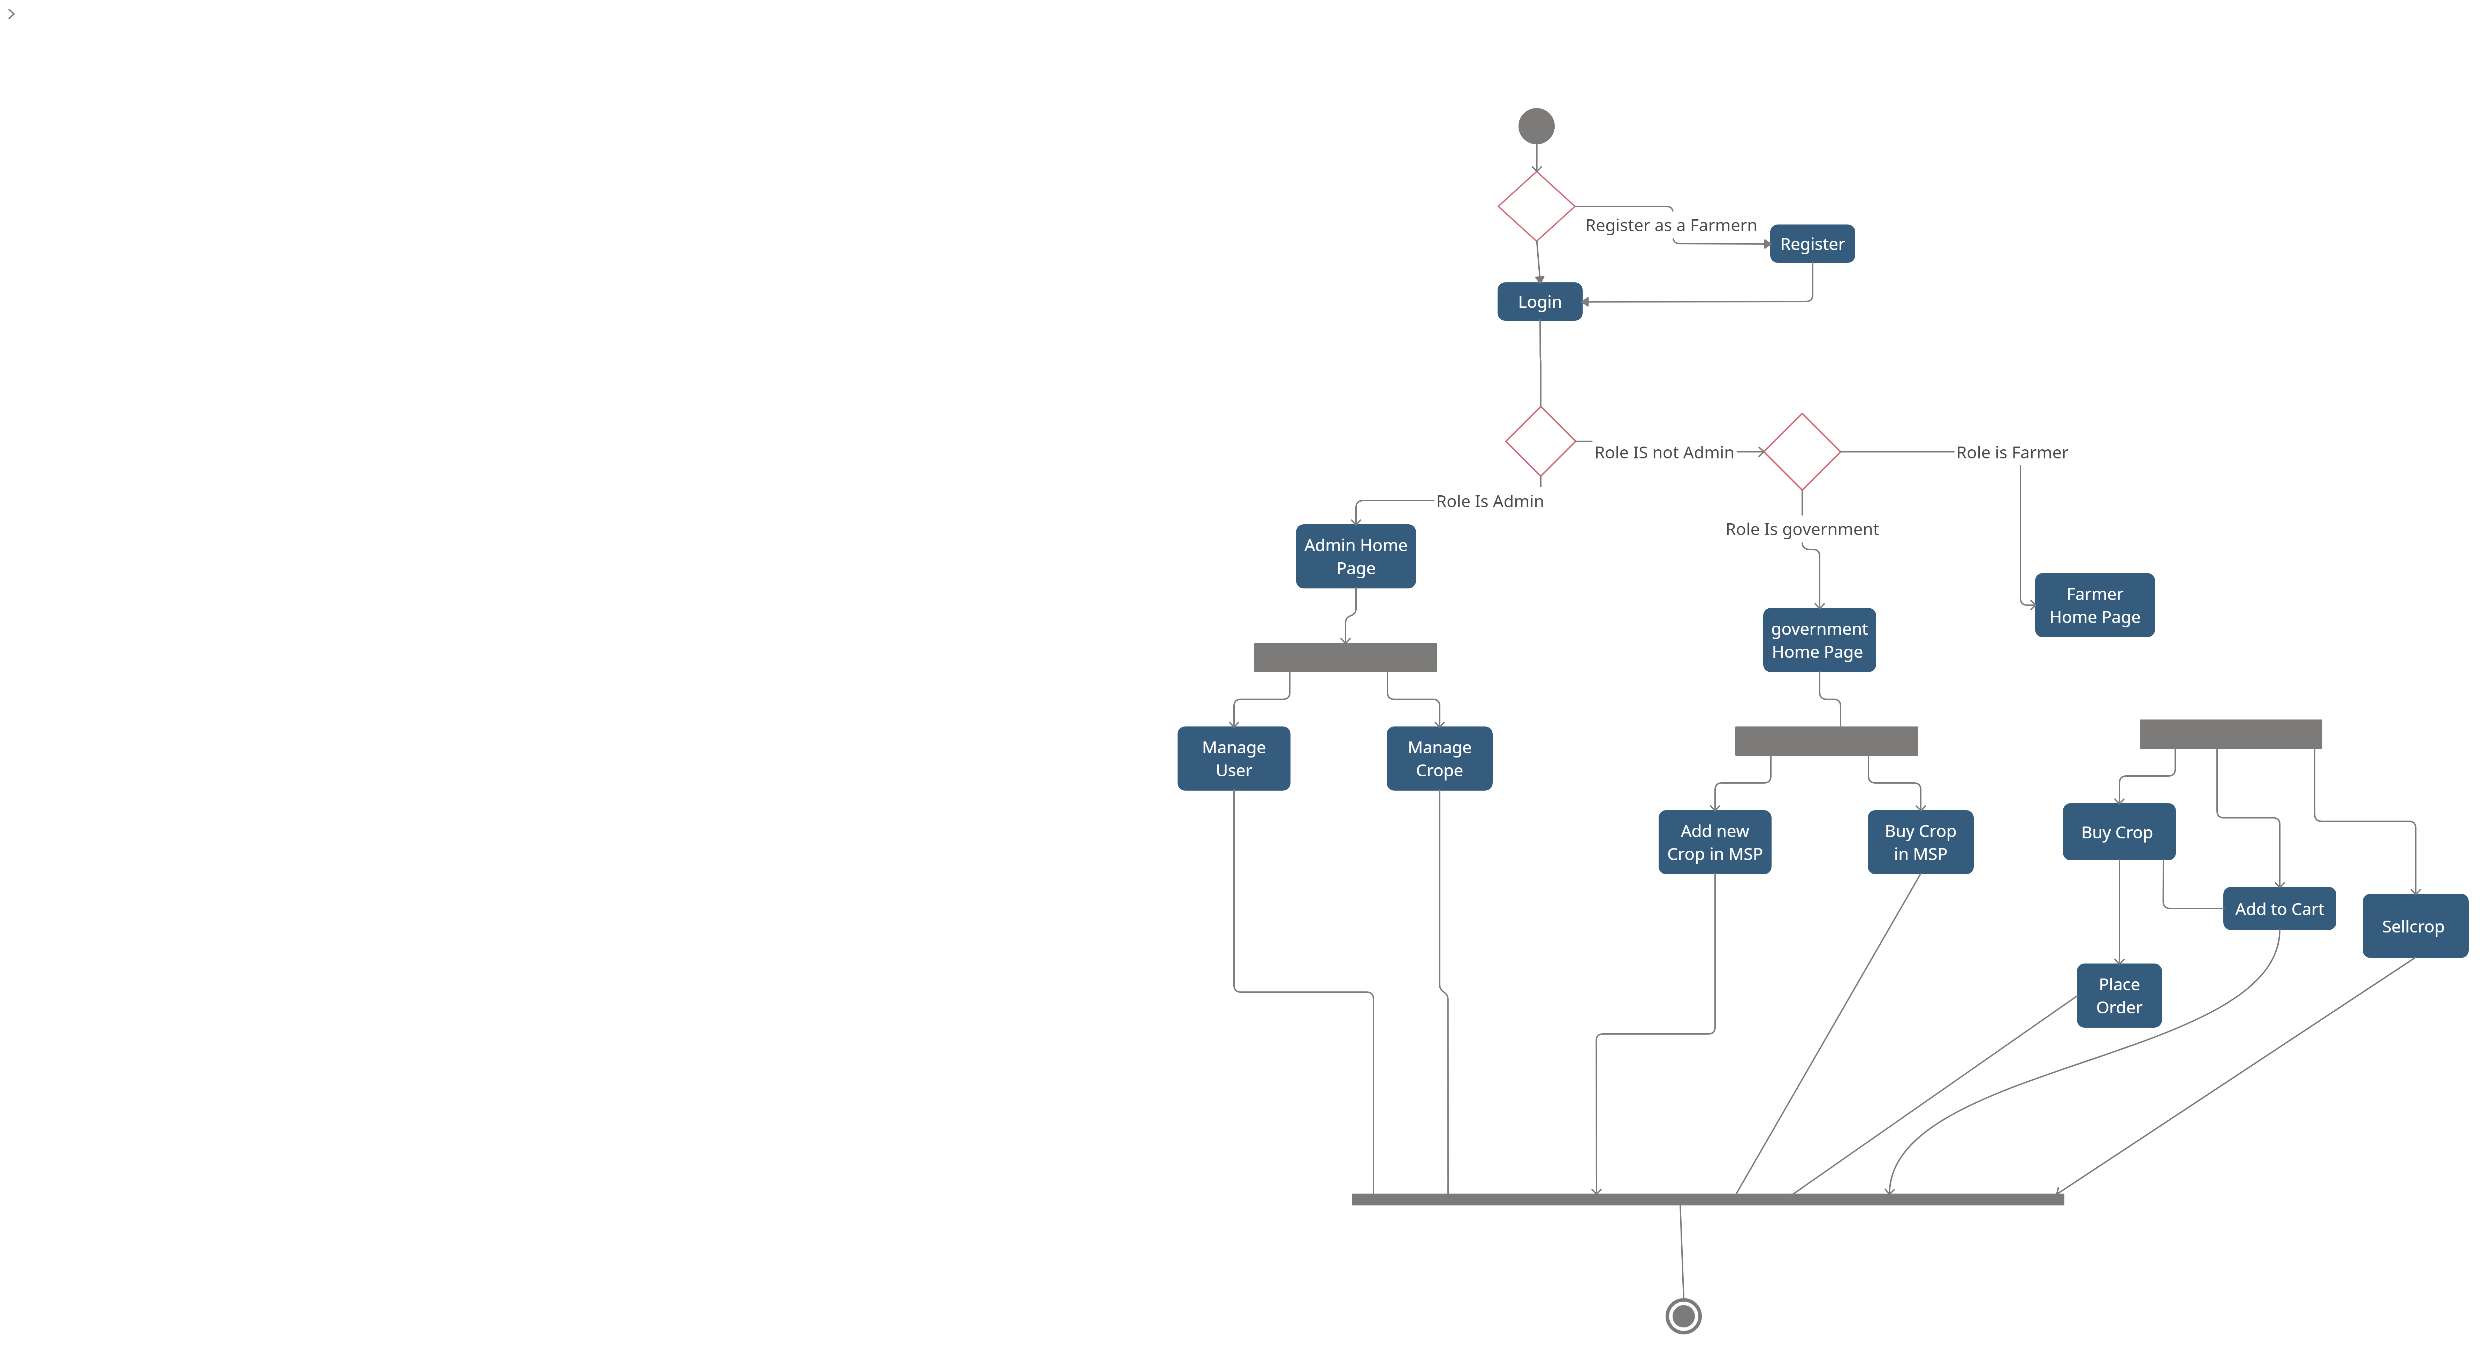 Register as a Farmern
Register
Login
Role IS not Admin
Role is Farmer
Role Is Admin
Role Is government
Admin Home
Page
Farmer
Home Page
government
Home Page
Manage
User
Manage
Crope
Add new
Crop in MSP
Buy Crop
in MSP
Buy Crop
Add to Cart
Sellcrop
Place
Order